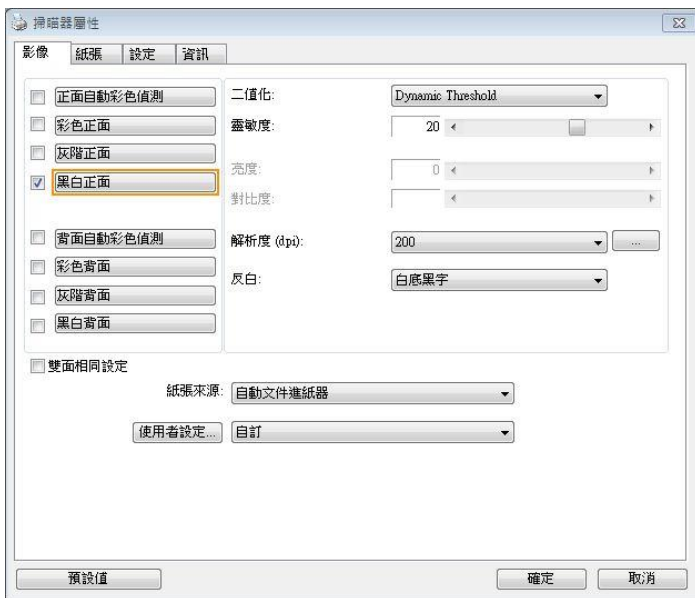 掃瞄器屬性
影像 紙張 設定 資訊
正面自動彩色偵測
彩色正面
灰階正面
黑白正面
背面自動彩色偵測
彩色背面
灰階背面
黑白背面
二值化: Dynamic Threshold
靈敏度: 20
亮度: 0
對比度:
解析度 (dpi): 200 ...
反白: 白底黑字
雙面相同設定
紙張來源: 自動文件進紙器
使用者設定... 自訂
預設值 確定 取消